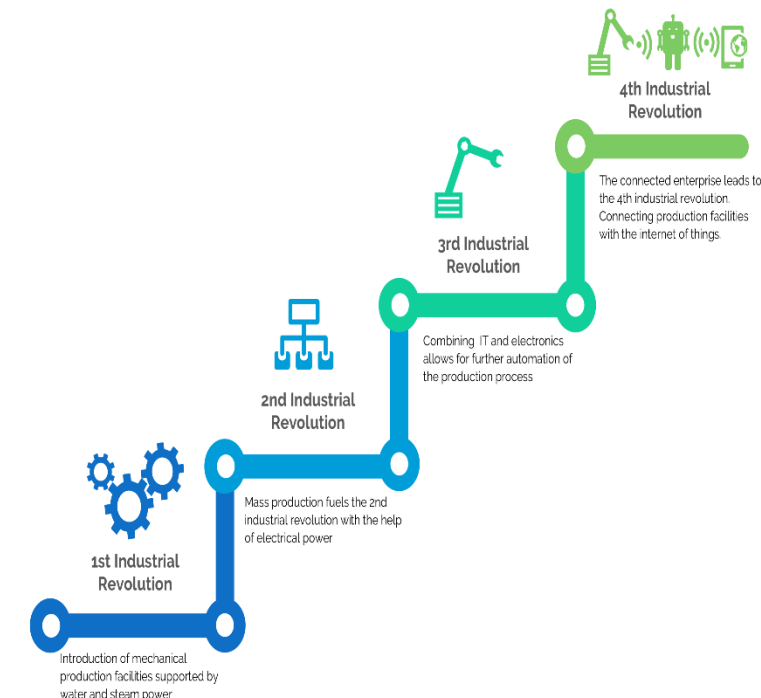 4th Industrial
Revolution
The connected enterprise leads to
the 4th industrial revolution.
Connecting production facilities
with the internet of things.
3rd Industrial
Revolution
Combining IT and electronics
allows for further automation of
the production process
2nd Industrial
Revolution
Mass production fuels the 2nd
industrial revolution with the help
of electrical power
1st Industrial
Revolution
Introduction of mechanical
production facilities supported by
water and steam power